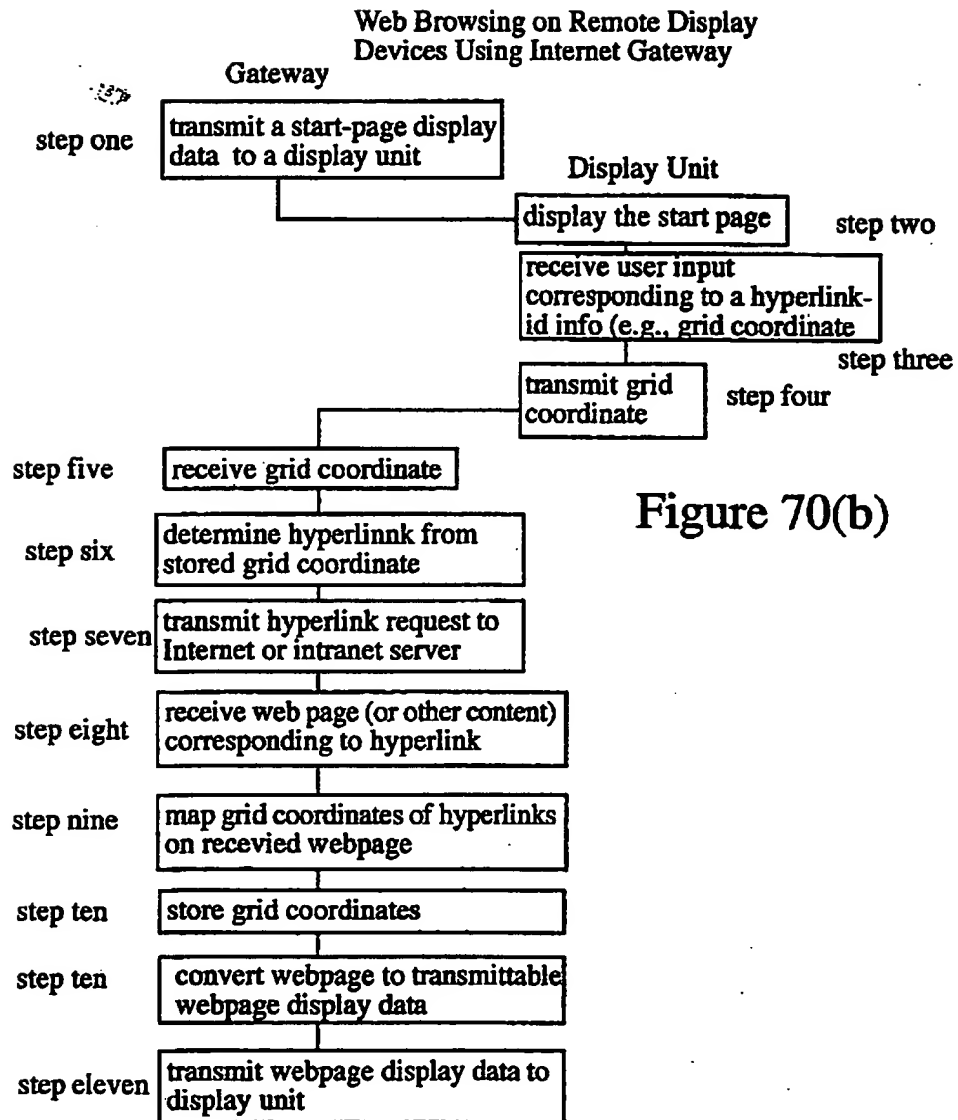 Web Browsing on Remote Display
Devices Using Internet Gateway
Gateway
step one
transmit a start-page display
data to a display unit
Display Unit
display the start page
step two
receive user input
corresponding to a hyperlink-
id info (e.g., grid coordinate
step three
transmit grid
coordinate
step four
step five
receive grid coordinate
Figure 70(b)
step six
determine hyperlinnk from
stored grid coordinate
step seven
transmit hyperlink request to
Internet or intranet server
step eight
receive web page (or other content)
corresponding to hyperlink
step nine
map grid coordinates of hyperlinks
on recevied webpage
step ten
store grid coordinates
step ten
convert webpage to transmittable
webpage display data
step eleven
transmit webpage display data to
display unit